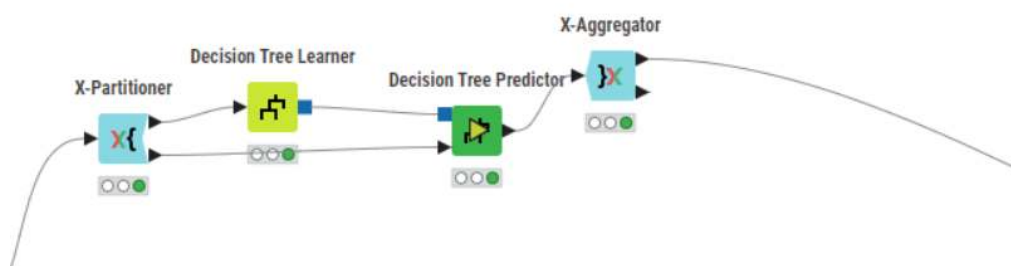 X-Aggregator
Decision Tree Learner
Decision Tree Predictor
X-Partitioner
}X
X{